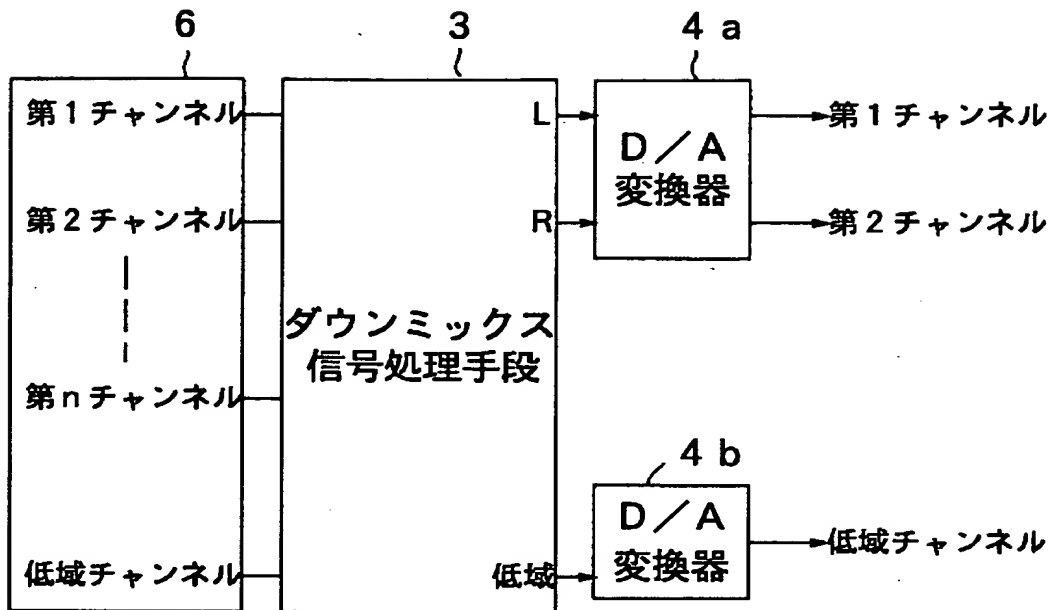 6
3
4 a
第1チャンネル
L
D／A
変換器
第1チャンネル
第2チャンネル
R
第2チャンネル
ダウンミックス
信号処理手段
第nチャンネル
4 b
低域チャンネル
低域
D／A
変換器
低域チャンネル